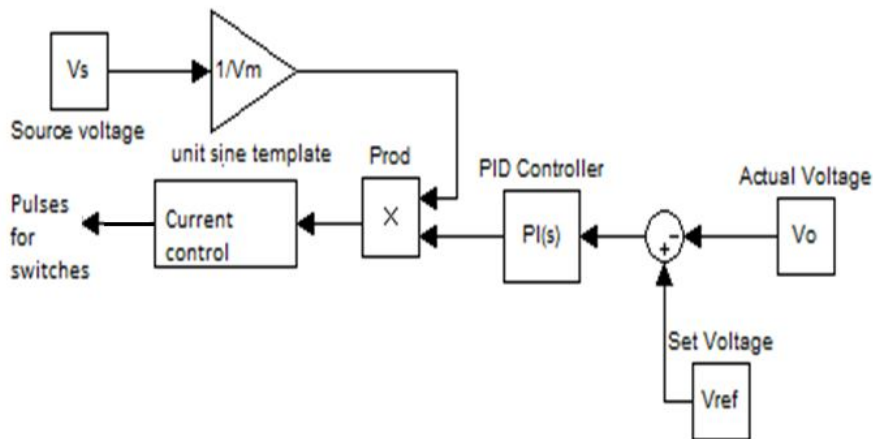 Vs
1/Vm
Source voltage
unit sine template
Prod
PID Controller
Actual Voltage
Pulses
for
switches
Current
control
X
PI(s)
-
+
Vo
Set Voltage
Vref